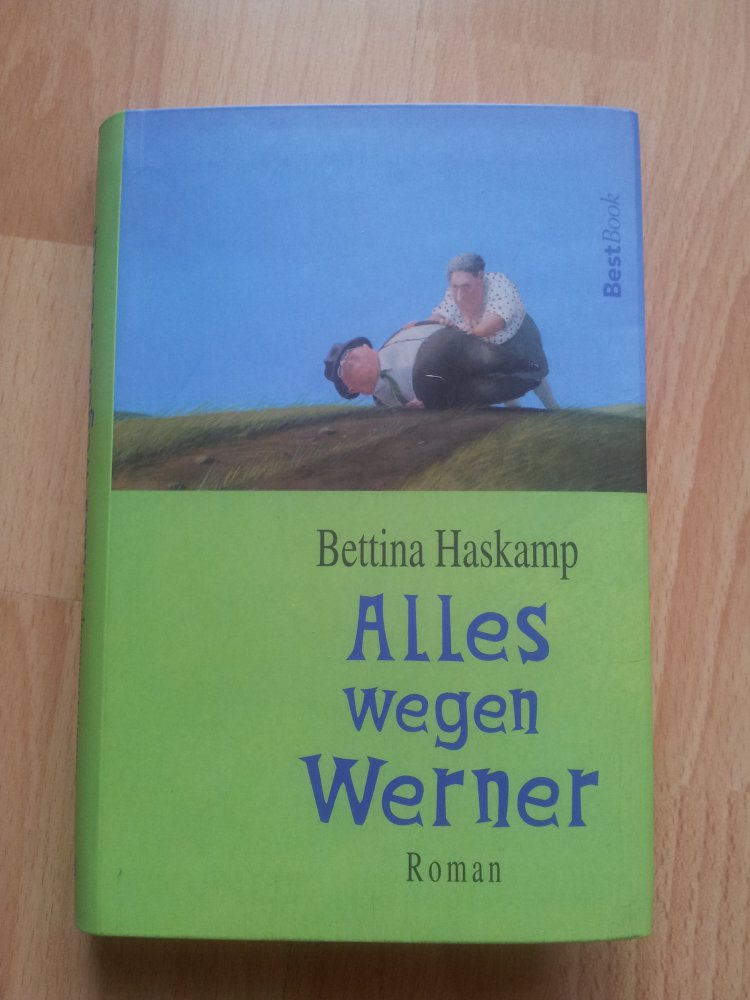 BestBook
Bettina Haskamp
Alles
wegen
Werner
Roman